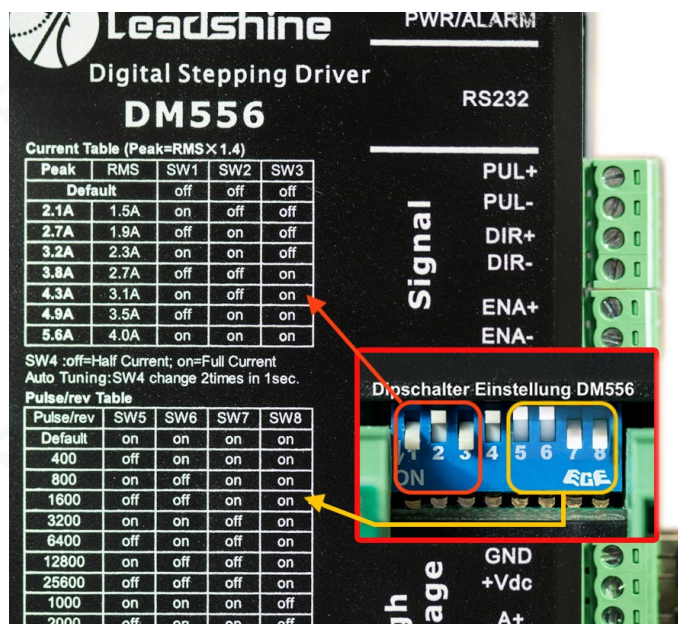 Leadshine
Digital Stepping Driver
DM556
Current Table (Peak=RMS×1.4)
Peak RMS SW1 SW2 SW3
Default off off off
2.1A 1.5A on off off
2.7A 1.9A off on off
3.2A 2.3A on on off
3.8A 2.7A off off on
4.3A 3.1A on off on
4.9A 3.5A off on on
5.6A 4.0A on on on
SW4 :off=Half Current; on=Full Current
Auto Tuning:SW4 change 2times in 1sec.
Pulse/rev Table
Pulse/rev SW5 SW6 SW7 SW8
Default on on on on
400 off on on on
800 on off on on
1600 off off on on
3200 on on off on
6400 off on off on
12800 on off off on
25600 off off off on
1000 on on on off
2000 off on on off
PWR/ALARM
RS232
Signal
PUL+
PUL-
DIR+
DIR-
ENA+
ENA-
Dipschalter Einstellung DM556
1 2 3 4 5 6 7 8
ON ECE
GND
+Vdc
A+